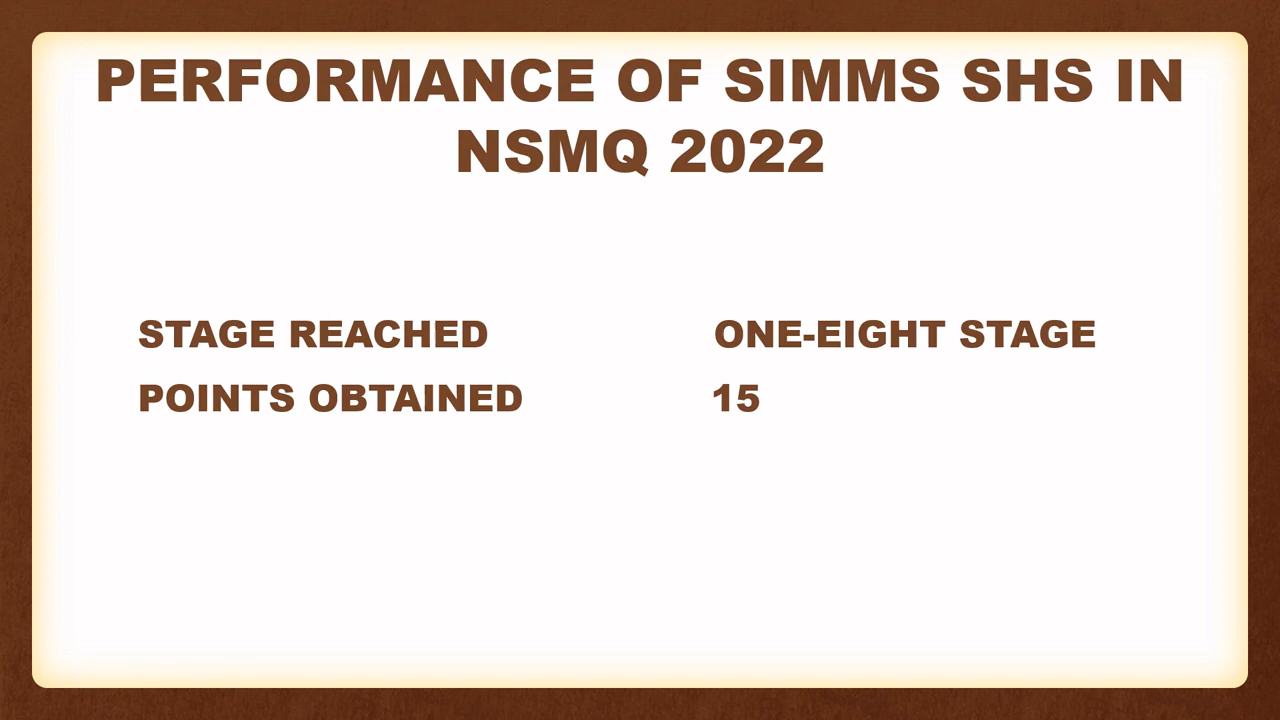 PERFORMANCE OF SIMMS SHS IN
NSMQ 2022
STAGE REACHED ONE-EIGHT STAGE
POINTS OBTAINED 15